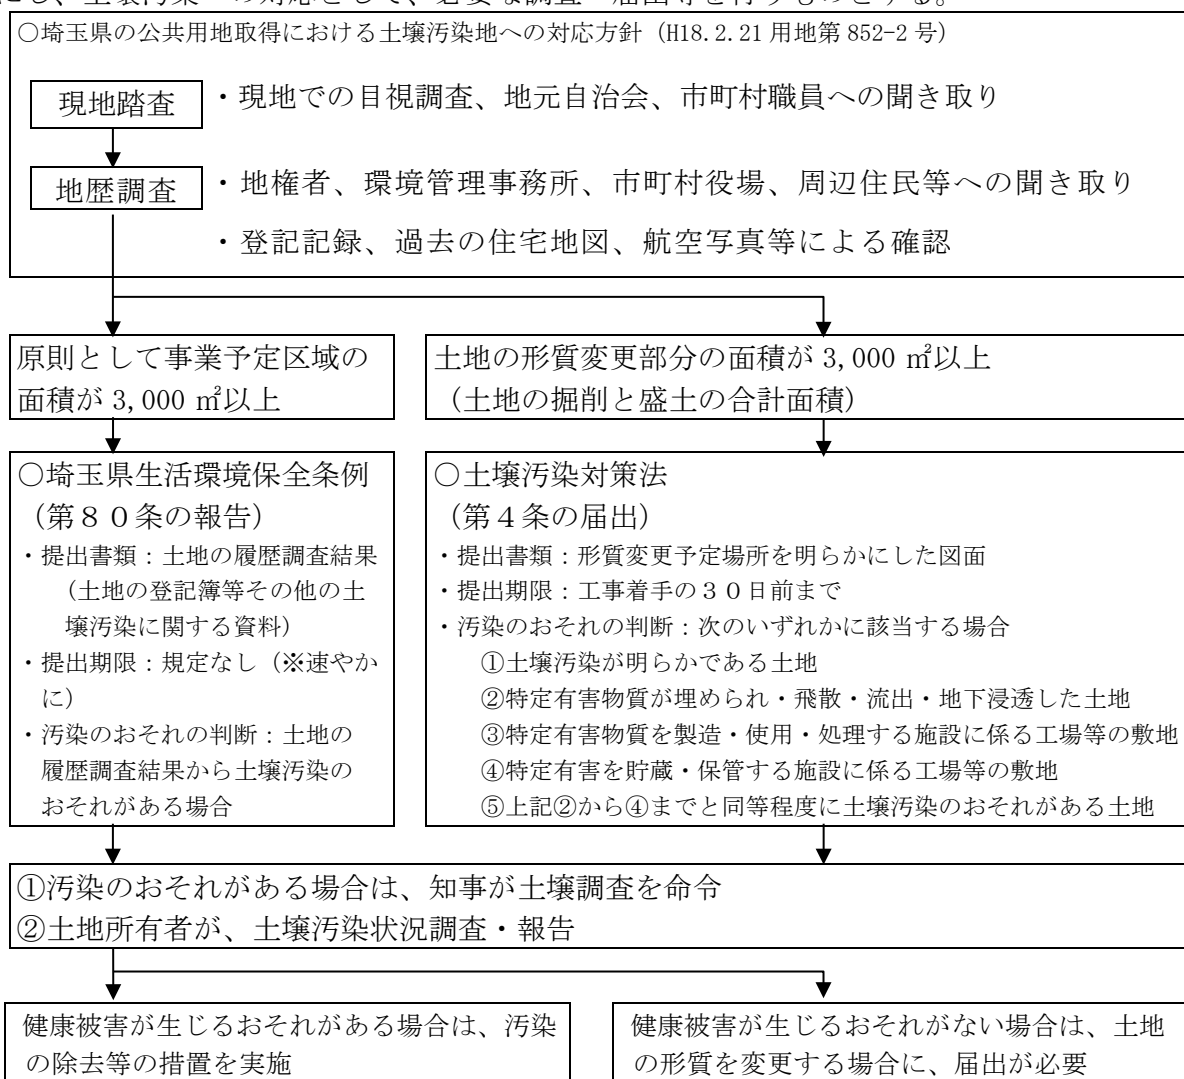 にし、土壌汚染への対応として、必要な調査・届出等を行うものとする。
○埼玉県の公共用地取得における土壌汚染地への対応方針（H18.2.21 用地第 852-2 号）
現地踏査
・現地での目視調査、地元自治会、市町村職員への聞き取り
地歴調査
・地権者、環境管理事務所、市町村役場、周辺住民等への聞き取り
・登記記録、過去の住宅地図、航空写真等による確認
原則として事業予定区域の
面積が 3,000 ㎡以上
土地の形質変更部分の面積が 3,000 ㎡以上
（土地の掘削と盛土の合計面積）
○埼玉県生活環境保全条例
（第８０条の報告）
・提出書類：土地の履歴調査結果
（土地の登記簿等その他の土
壌汚染に関する資料）
・提出期限：規定なし（※速やか
に）
・汚染のおそれの判断：土地の
履歴調査結果から土壌汚染の
おそれがある場合
○土壌汚染対策法
（第４条の届出）
・提出書類：形質変更予定場所を明らかにした図面
・提出期限：工事着手の３０日前まで
・汚染のおそれの判断：次のいずれかに該当する場合
①土壌汚染が明らかである土地
②特定有害物質が埋められ・飛散・流出・地下浸透した土地
③特定有害物質を製造・使用・処理する施設に係る工場等の敷地
④特定有害を貯蔵・保管する施設に係る工場等の敷地
⑤上記②から④までと同等程度に土壌汚染のおそれがある土地
①汚染のおそれがある場合は、知事が土壌調査を命令
②土地所有者が、土壌汚染状況調査・報告
健康被害が生じるおそれがある場合は、汚染
の除去等の措置を実施
健康被害が生じるおそれがない場合は、土地
の形質を変更する場合に、届出が必要